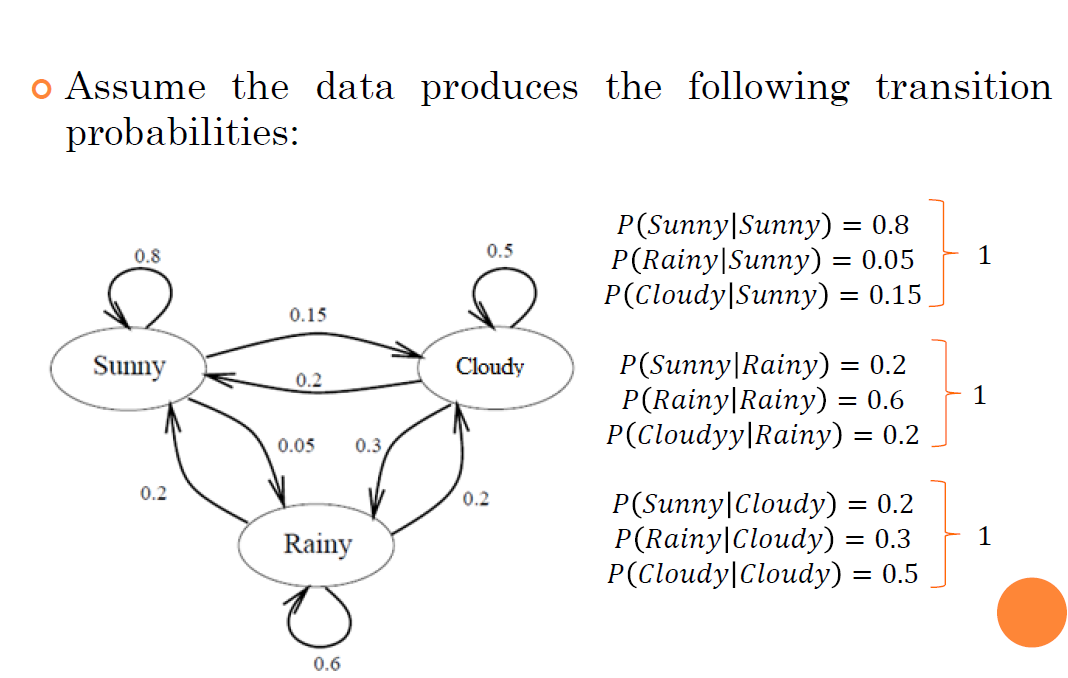 Assume the data produces the following transition
probabilities:
0.8
0.5
0.15
Sunny
Cloudy
0.2
0.05
0.3
0.2
0.2
Rainy
0.6
P(Sunny|Sunny) = 0.8
P(Rainy|Sunny) = 0.05
P(Cloudy|Sunny) = 0.15
1
P(Sunny|Rainy) = 0.2
P(Rainy|Rainy) = 0.6
P(Cloudyy|Rainy) = 0.2
1
P(Sunny|Cloudy) = 0.2
P(Rainy|Cloudy) = 0.3
P(Cloudy|Cloudy) = 0.5
1